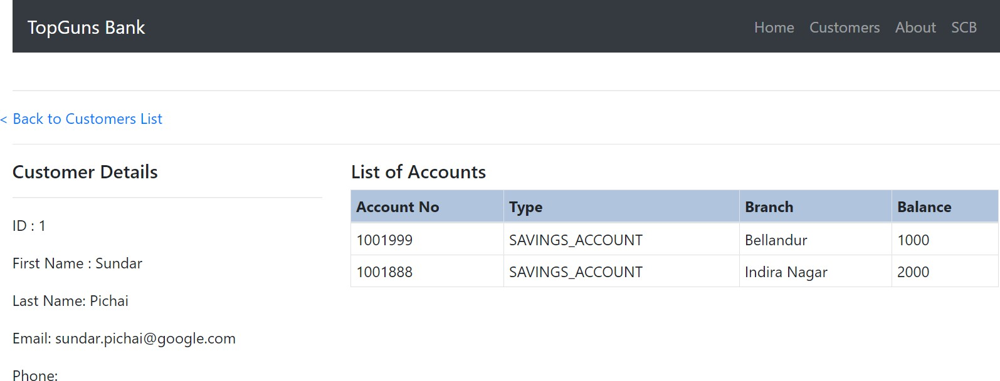 TopGuns Bank
Home Customers About SCB
< Back to Customers List
Customer Details
ID : 1
First Name : Sundar
Last Name: Pichai
Email: sundar.pichai@google.com
Phone:
List of Accounts
Account No Type Branch Balance
1001999 SAVINGS_ACCOUNT Bellandur 1000
1001888 SAVINGS_ACCOUNT Indira Nagar 2000